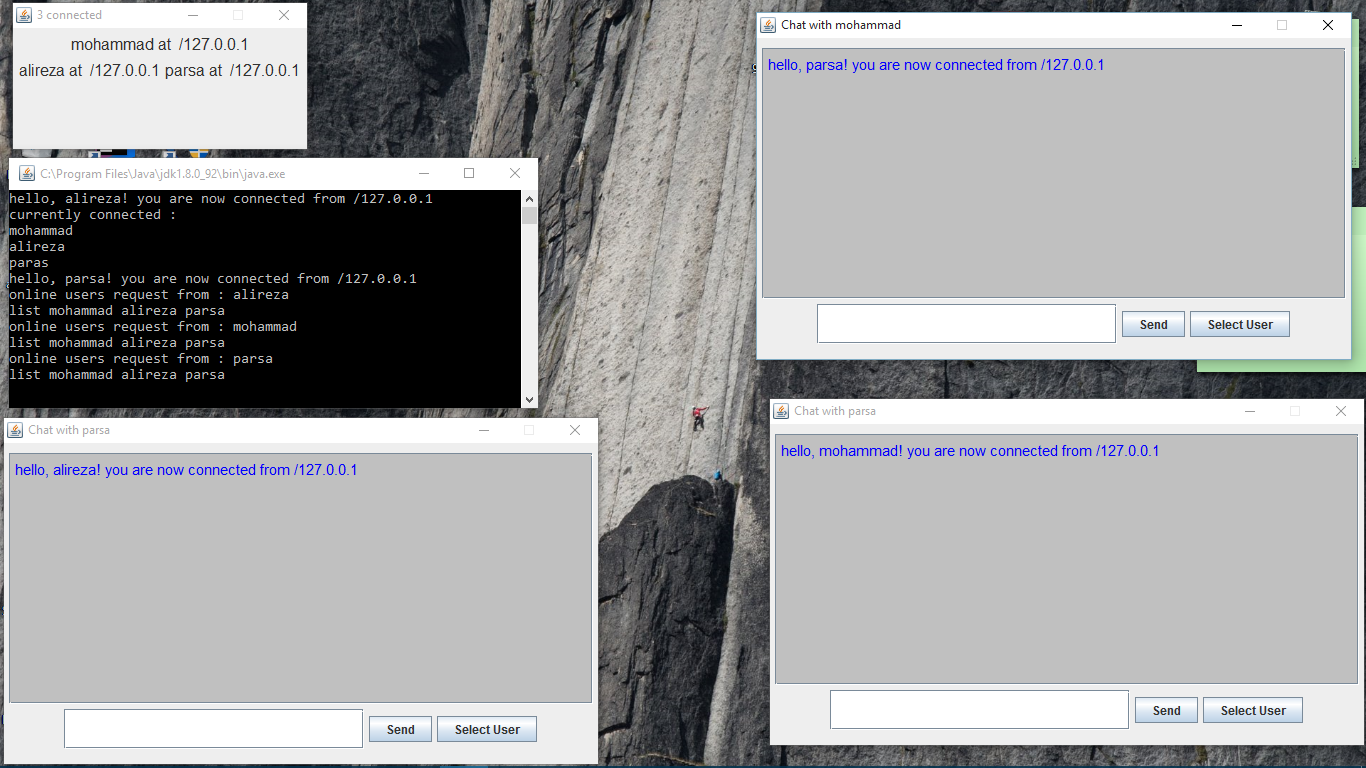 3 connected
mohammad at /127.0.0.1
alireza at /127.0.0.1 parsa at /127.0.0.1
C:\Program Files\Java\jdk1.8.0_92\bin\java.exe
hello, alireza! you are now connected from /127.0.0.1
currently connected :
mohammad
alireza
paras
hello, parsa! you are now connected from /127.0.0.1
online users request from : alireza
list mohammad alireza parsa
online users request from : mohammad
list mohammad alireza parsa
online users request from : parsa
list mohammad alireza parsa
Chat with mohammad
hello, parsa! you are now connected from /127.0.0.1
Send Select User
Chat with parsa
hello, alireza! you are now connected from /127.0.0.1
Send Select User
Chat with parsa
hello, mohammad! you are now connected from /127.0.0.1
Send Select User